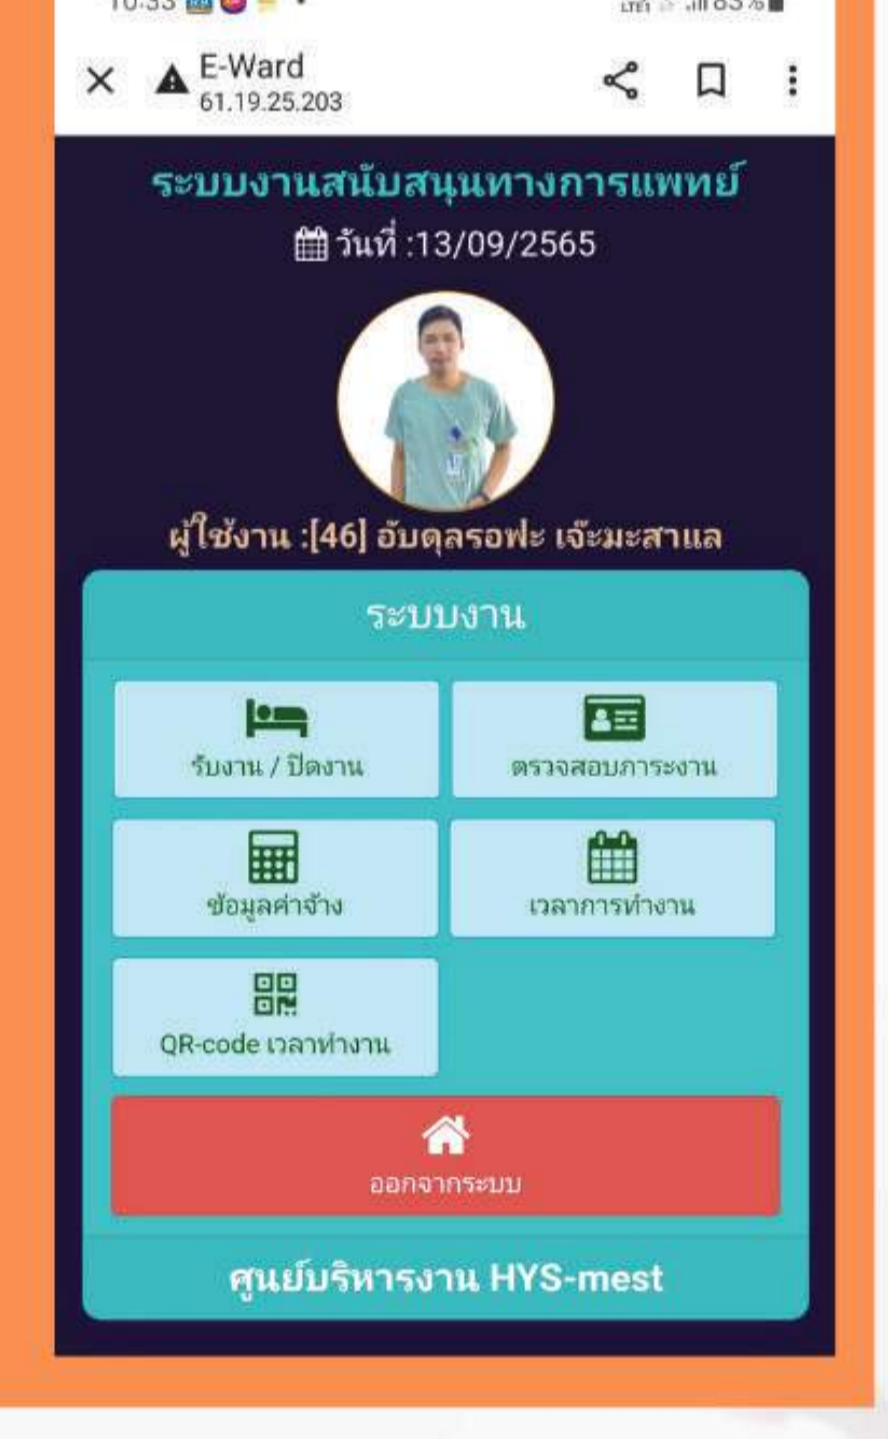 10:33
83%
E-Ward
61.19.25.203
ระบบงานสนับสนุนทางการแพทย์
วันที่ :13/09/2565
ผู้ใช้งาน :[46] อับดุลรอฟะ เจ๊ะมะสาแล
ระบบงาน
รับงาน / ปิดงาน
ตรวจสอบภาระงาน
ข้อมูลค่าจ้าง
เวลาการทำงาน
QR-code เวลาทำงาน
ออกจากระบบ
ศูนย์บริหารงาน HYS-mest